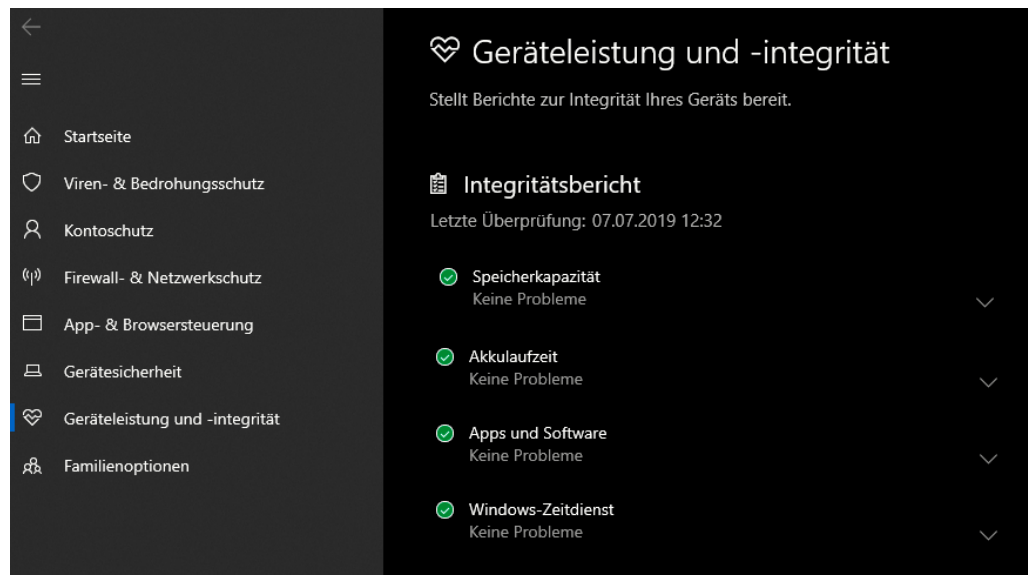 Startseite
Viren- & Bedrohungsschutz
Kontoschutz
Firewall- & Netzwerkschutz
App- & Browsersteuerung
Gerätesicherheit
Geräteleistung und -integrität
Familienoptionen
Geräteleistung und -integrität
Stellt Berichte zur Integrität Ihres Geräts bereit.
Integritätsbericht
Letzte Überprüfung: 07.07.2019 12:32
Speicherkapazität
Keine Probleme
Akkulaufzeit
Keine Probleme
Apps und Software
Keine Probleme
Windows-Zeitdienst
Keine Probleme